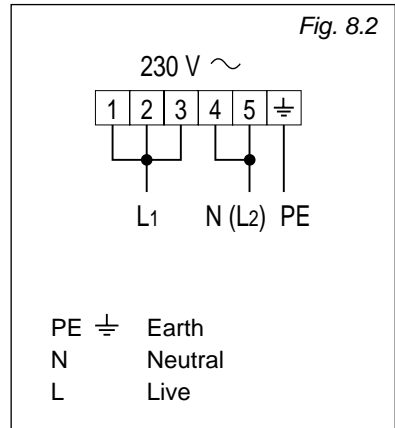 Fig. 8.2
230 V ~
1 2 3 4 5 ⏚
L1 N (L2) PE
PE ⏚ Earth
N Neutral
L Live